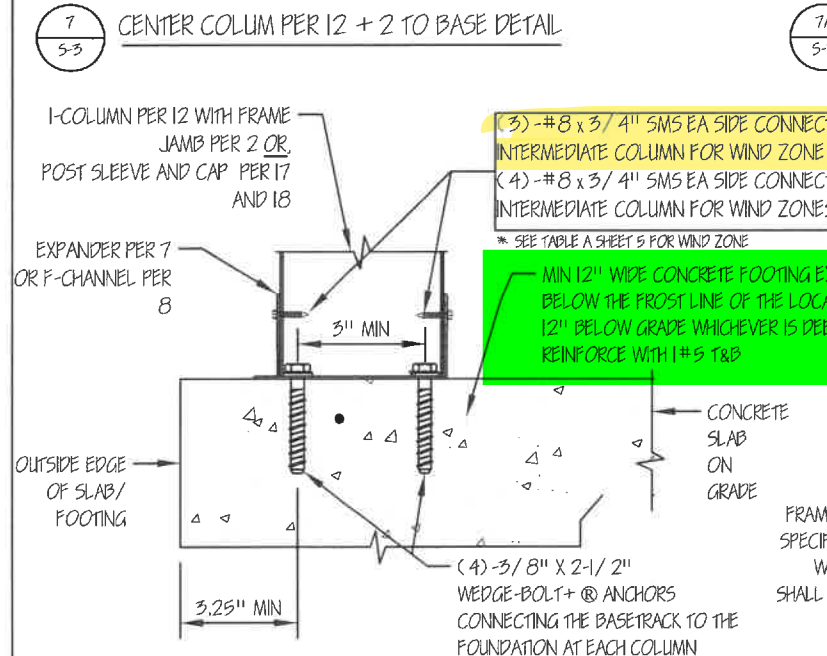 7
S-3
CENTER COLUM PER 12 + 2 TO BASE DETAIL
7
S-
I-COLUMN PER 12 WITH FRAME
JAMB PER 2 OR,
POST SLEEVE AND CAP PER 17
AND 18
(3)-#8 x 3/4" SMS EA SIDE CONNECT
INTERMEDIATE COLUMN FOR WIND ZONE
(4)-#8 x 3/4" SMS EA SIDE CONNECT
INTERMEDIATE COLUMN FOR WIND ZONES
* SEE TABLE A SHEET 5 FOR WIND ZONE
EXPANDER PER 7
OR F-CHANNEL PER
8
MIN 12" WIDE CONCRETE FOOTING
BELOW THE FROST LINE OF THE
12" BELOW GRADE WHICHEVER IS
REINFORCE WITH 1#5 T&B
3" MIN
CONCRETE
SLAB
ON
GRADE
OUTSIDE EDGE
OF SLAB/
FOOTING
FRAM
SPECIF
W
SHALL
(4)-3/8" X 2-1/2"
WEDGE-BOLT+ ® ANCHORS
CONNECTING THE BASETRACK TO THE
FOUNDATION AT EACH COLUMN
3.25" MIN